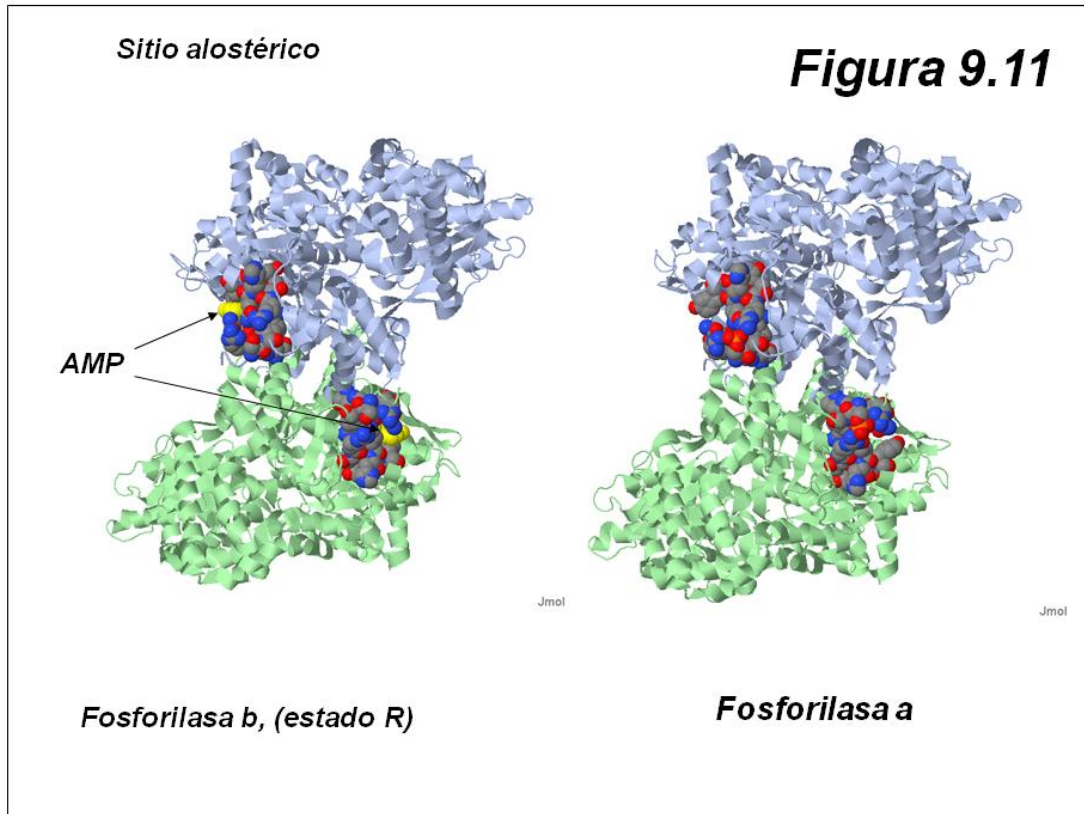 Sitio alostérico
Figura 9.11
AMP
Jmol
Jmol
Fosforilasa b, (estado R)
Fosforilasa a